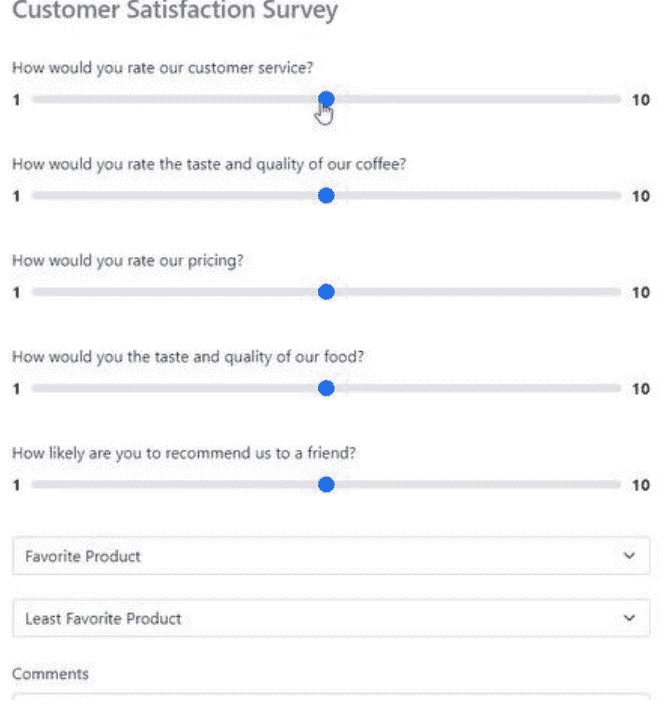 Customer Satisfaction Survey
How would you rate our customer service?
1 10
How would you rate the taste and quality of our coffee?
1 10
How would you rate our pricing?
1 10
How would you the taste and quality of our food?
1 10
How likely are you to recommend us to a friend?
1 10
Favorite Product
Least Favorite Product
Comments